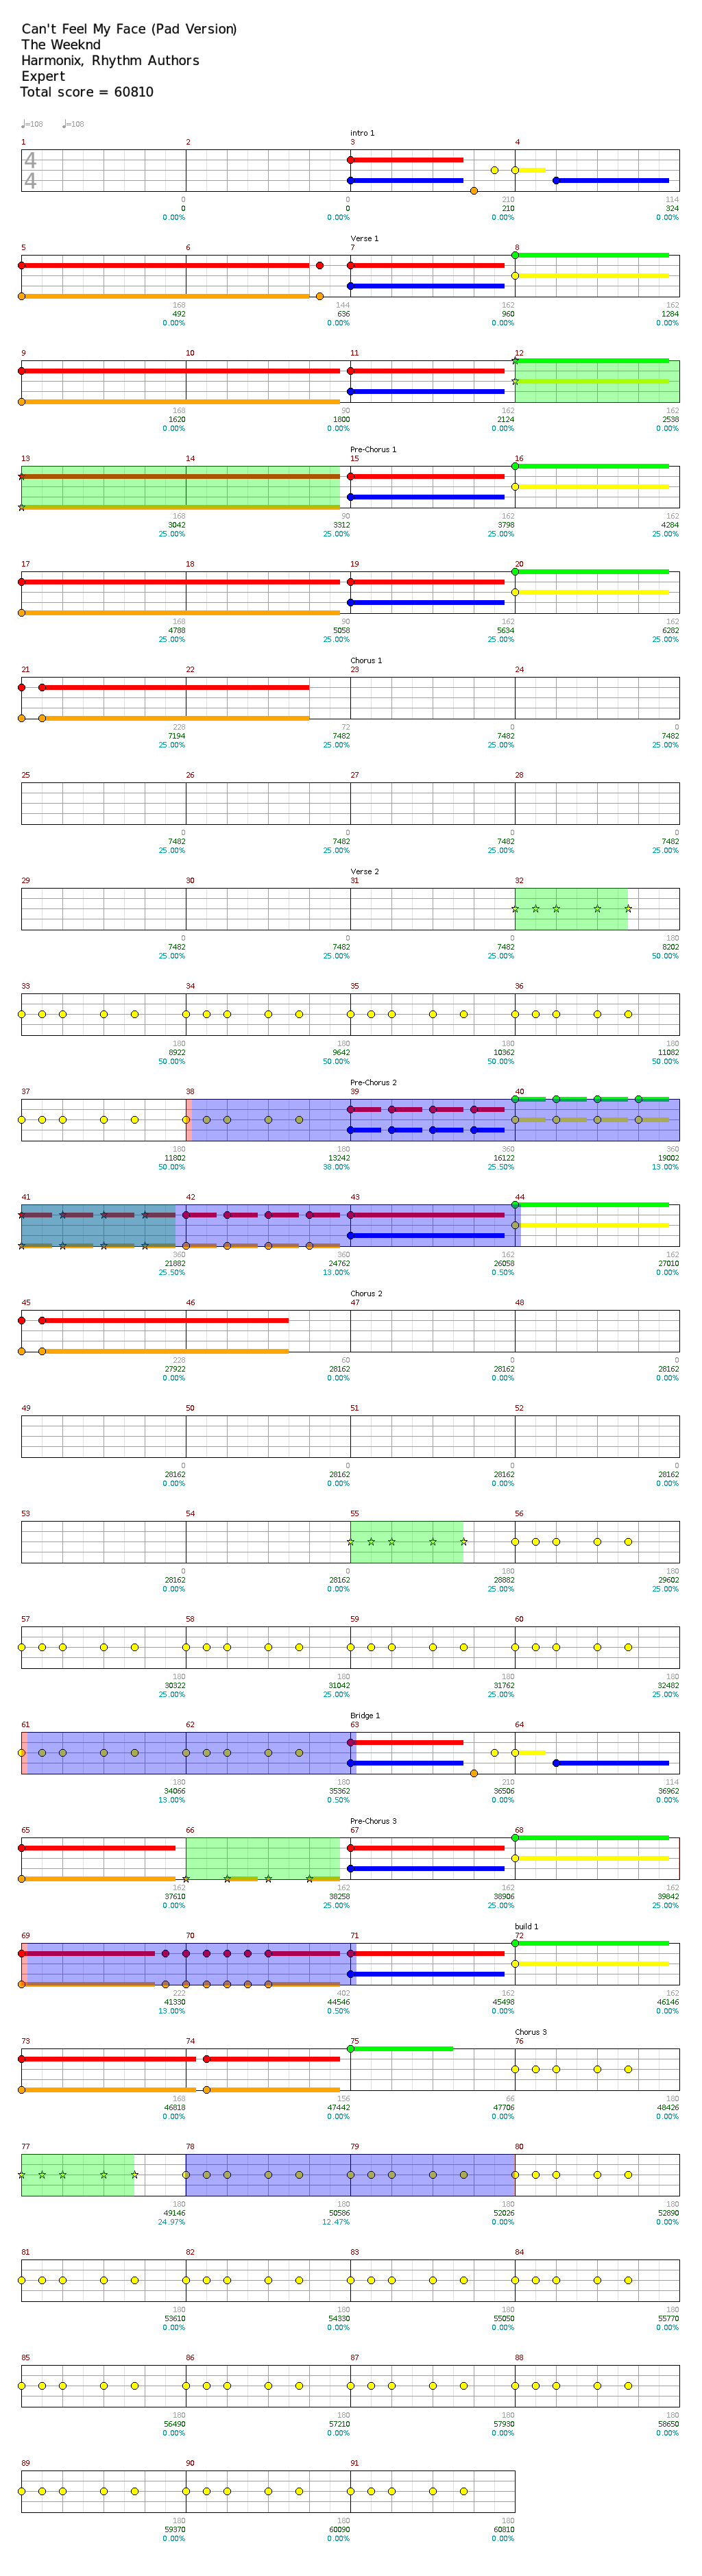 Can't Feel My Face (Pad Version)
The Weeknd
Harmonix, Rhythm Authors
Expert
Total score = 60810
♩=108 ♩=108
intro 1
1 2 3 4
4
4
0 0 210 114
0 0 210 324
0.00% 0.00% 0.00% 0.00%
Verse 1
5 6 7 8
168 144 162 162
492 636 960 1284
0.00% 0.00% 0.00% 0.00%
9 10 11 12
168 90 162 162
1620 1800 2124 2538
0.00% 0.00% 0.00% 0.00%
Pre-Chorus 1
13 14 15 16
168 90 162 162
3042 3312 3798 4284
25.00% 25.00% 25.00% 25.00%
17 18 19 20
168 90 162 162
4788 5058 5634 6282
25.00% 25.00% 25.00% 25.00%
Chorus 1
21 22 23 24
228 72 0 0
7194 7482 7482 7482
25.00% 25.00% 25.00% 25.00%
25 26 27 28
0 0 0 0
7482 7482 7482 7482
25.00% 25.00% 25.00% 25.00%
Verse 2
29 30 31 32
0 0 0 180
7482 7482 7482 8202
25.00% 25.00% 25.00% 50.00%
33 34 35 36
180 180 180 180
8922 9642 10362 11082
50.00% 50.00% 50.00% 50.00%
Pre-Chorus 2
37 38 39 40
180 180 360 360
11802 13242 16122 19002
50.00% 38.00% 25.50% 13.00%
41 42 43 44
360 360 162 162
21882 24762 26058 27010
25.50% 13.00% 0.50% 0.00%
Chorus 2
45 46 47 48
228 60 0 0
27922 28162 28162 28162
0.00% 0.00% 0.00% 0.00%
49 50 51 52
0 0 0 0
28162 28162 28162 28162
0.00% 0.00% 0.00% 0.00%
53 54 55 56
0 0 180 180
28162 28162 28882 29602
0.00% 0.00% 25.00% 25.00%
57 58 59 60
180 180 180 180
30322 31042 31762 32482
25.00% 25.00% 25.00% 25.00%
Bridge 1
61 62 63 64
180 180 210 114
34066 35362 36506 36962
13.00% 0.50% 0.00% 0.00%
Pre-Chorus 3
65 66 67 68
162 162 162 162
37610 38258 38906 39842
0.00% 25.00% 25.00% 25.00%
build 1
69 70 71 72
222 402 162 162
41330 44546 45498 46146
13.00% 0.50% 0.00% 0.00%
Chorus 3
73 74 75 76
168 156 66 180
46818 47442 47706 48426
0.00% 0.00% 0.00% 0.00%
77 78 79 80
180 180 180 180
49146 50586 52026 52890
24.97% 12.47% 0.00% 0.00%
81 82 83 84
180 180 180 180
53610 54330 55050 55770
0.00% 0.00% 0.00% 0.00%
85 86 87 88
180 180 180 180
56490 57210 57930 58650
0.00% 0.00% 0.00% 0.00%
89 90 91
180 180 180
59370 60090 60810
0.00% 0.00% 0.00%